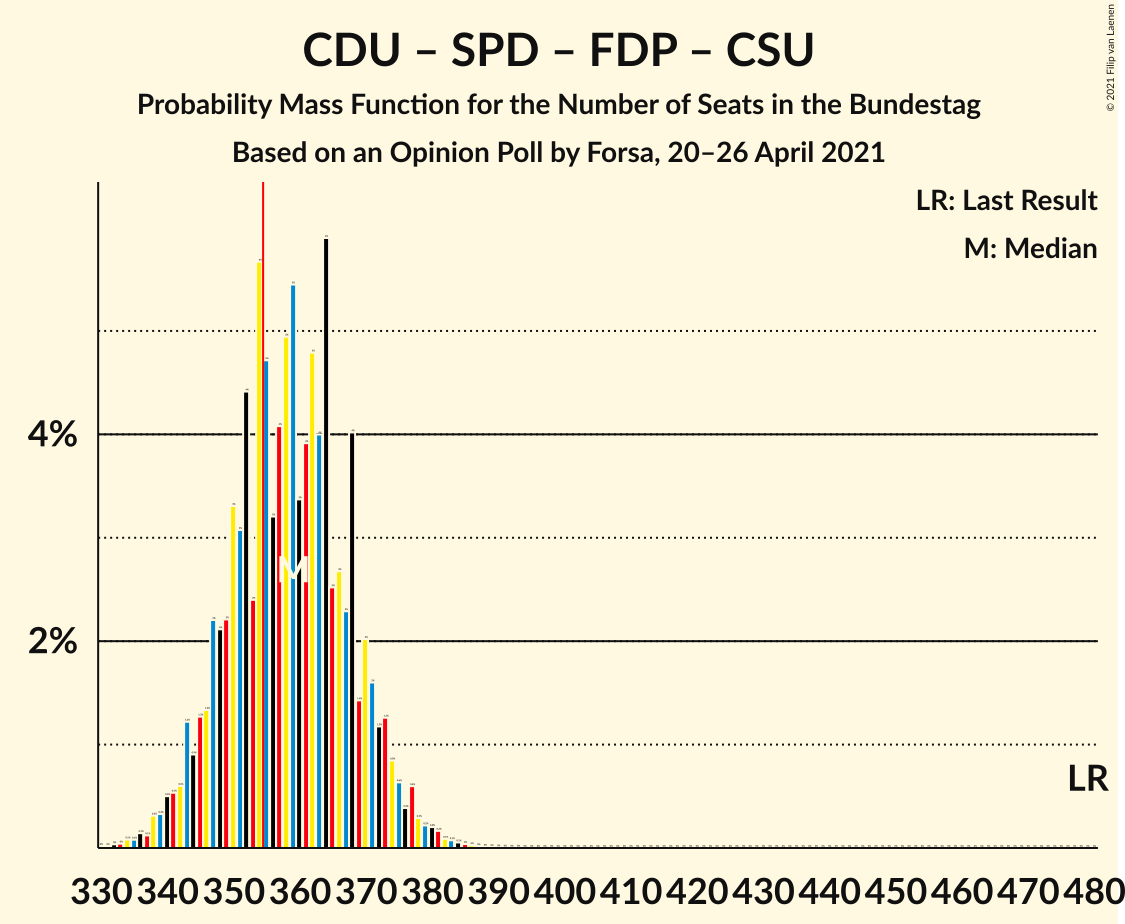 CDU – SPD – FDP – CSU
Probability Mass Function for the Number of Seats in the Bundestag
Based on an Opinion Poll by Forsa, 20–26 April 2021
© 2021 Filip van Laenen
LR: Last Result
M: Median
4%
2%
M
LR
330 340 350 360 370 380 390 400 410 420 430 440 450 460 470 480